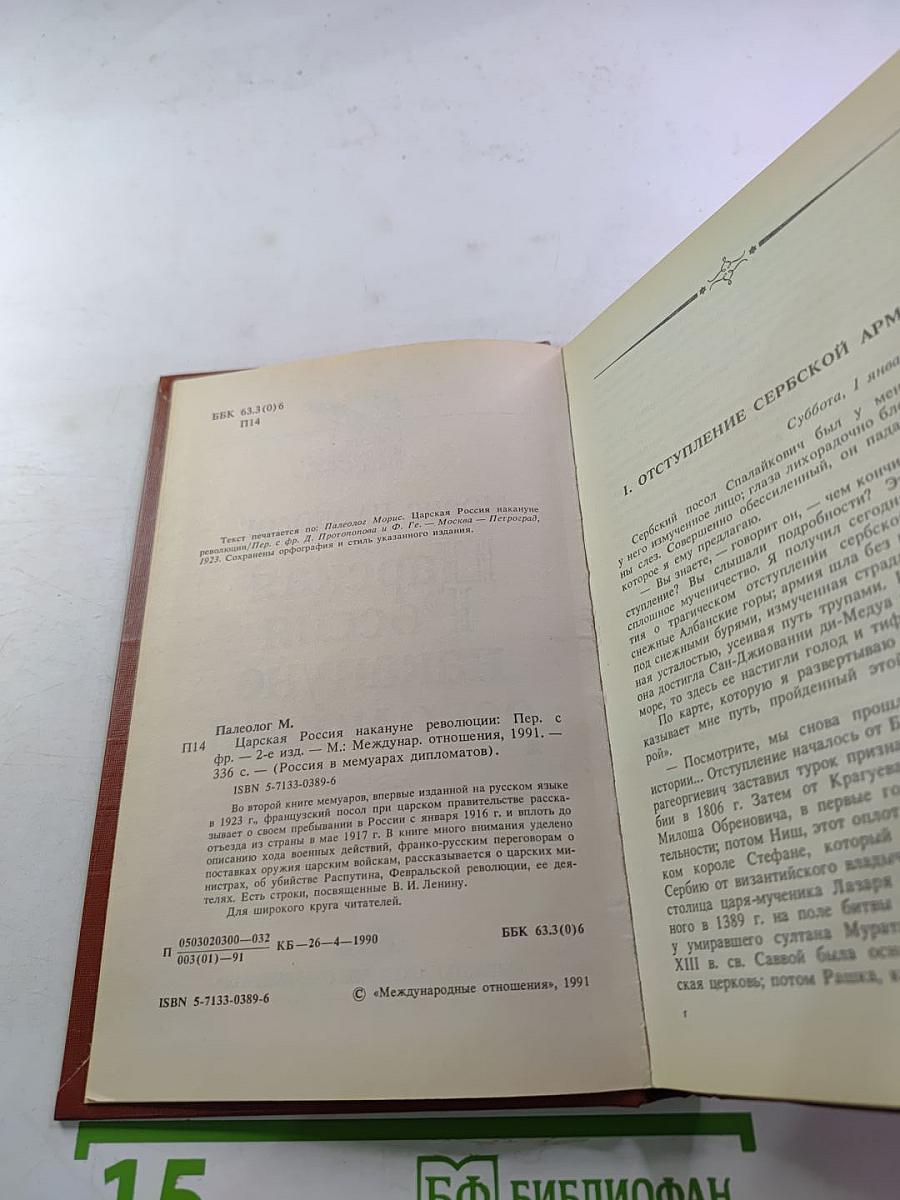 ББК 63.3(0)6
П14
Текст печатается по: Палеолог Морис. Царская Россия накануне
революции/Пер. с фр. Д. Протопопова и Ф. Ге. — Москва — Петроград,
1923. Сохранены орфография и стиль указанного издания.
Палеолог М.
П14 Царская Россия накануне революции: Пер. с
фр. — 2-е изд. — М.: Междунар. отношения, 1991. —
336 с. — (Россия в мемуарах дипломатов).
ISBN 5-7133-0389-6
Во второй книге мемуаров, впервые изданной на русском языке
в 1923 г., французский посол при царском правительстве расска-
зывает о своем пребывании в России с января 1916 г. и вплоть до
отъезда из страны в мае 1917 г. В книге много внимания уделено
описанию хода военных действий, франко-русским переговорам о
поставках оружия царским войскам, рассказывается о царских ми-
нистрах, об убийстве Распутина, Февральской революции, ее дея-
телях. Есть строки, посвященные В. И. Ленину.
Для широкого круга читателей.
П 0503020300—032 КБ—26—4—1990 ББК 63.3(0)6
003(01)—91
ISBN 5-7133-0389-6 © «Международные отношения», 1991
I. ОТСТУПЛЕНИЕ СЕРБСКОЙ АРМ
Суббота, 1 янва
Сербский посол Спалайкович был у мен
у него измученное лицо; глаза лихорадочно бле
ны слез. Совершенно обессиленный, он пада
которое я ему предлагаю.
— Вы знаете, — говорит он, — чем кончи
ступление? Вы слышали подробности? Э
сплошное мученичество. Я получил сегодн
тия о трагическом отступлении сербско
снежные Албанские горы; армия шла без
под снежными бурями, измученная страд
ная усталостью, усеивая путь трупами.
она достигла Сан-Джиованни ди-Медуа
море, то здесь ее настигли голод и тиф
По карте, которую я развертываю
казывает мне путь, пройденный этой
рой».
— Посмотрите, мы снова прошл
истории... Отступление началось от Б
рагеоргиевич заставил турок призна
бии в 1806 г. Затем от Крагуева
Милоша Обреновича, в первые го
тельности; потом Ниш, этот оплот
ком короле Стефане, который
Сербию от византийского владыч
столица царя-мученика Лазаря
ного в 1389 г. на поле битвы
у умиравшего султана Мурат
XIII в. св. Саввой была осн
ская церковь; потом Рашка, к
15
БФ БИБЛИОФАН